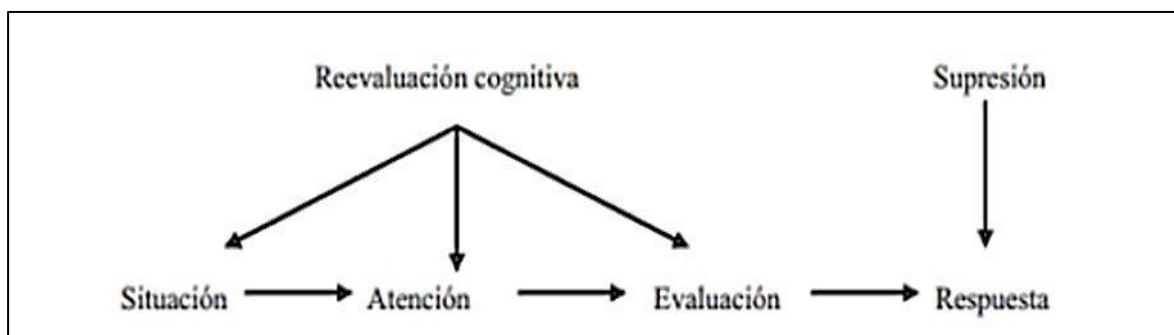 Reevaluación cognitiva Supresión
Situación Atención Evaluación Respuesta